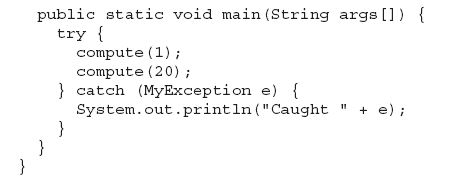 public static void main(String args[]) {
try {
compute(1);
compute(20);
} catch (MyException e) {
System.out.println("Caught " + e);
}
}
}